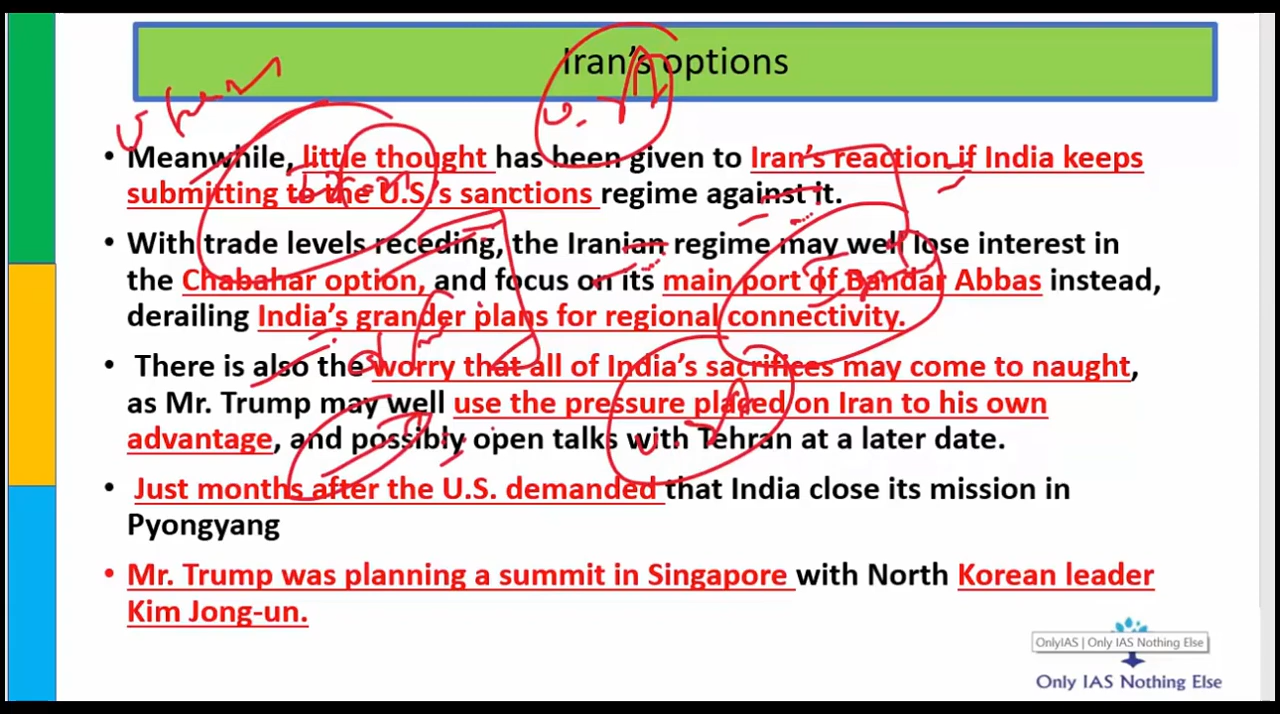 Iran's options
• Meanwhile, little thought has been given to Iran's reaction if India keeps
submitting to the U.S.'s sanctions regime against it.
• With trade levels receding, the Iranian regime may well lose interest in
the Chabahar option, and focus on its main port of Bandar Abbas instead,
derailing India's grander plans for regional connectivity.
• There is also the worry that all of India's sacrifices may come to naught,
as Mr. Trump may well use the pressure placed on Iran to his own
advantage, and possibly open talks with Tehran at a later date.
• Just months after the U.S. demanded that India close its mission in
Pyongyang
• Mr. Trump was planning a summit in Singapore with North Korean leader
Kim Jong-un.
OnlyIAS | Only IAS Nothing Else
Only IAS Nothing Else